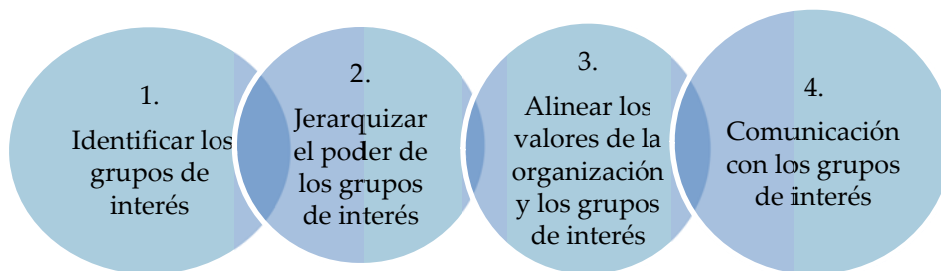 1.
Identificar los
grupos de
interés
2.
Jerarquizar
el poder de
los grupos
de interés
3.
Alinear los
valores de la
organización
y los grupos
de interés
4.
Comunicación
con los grupos
de interés